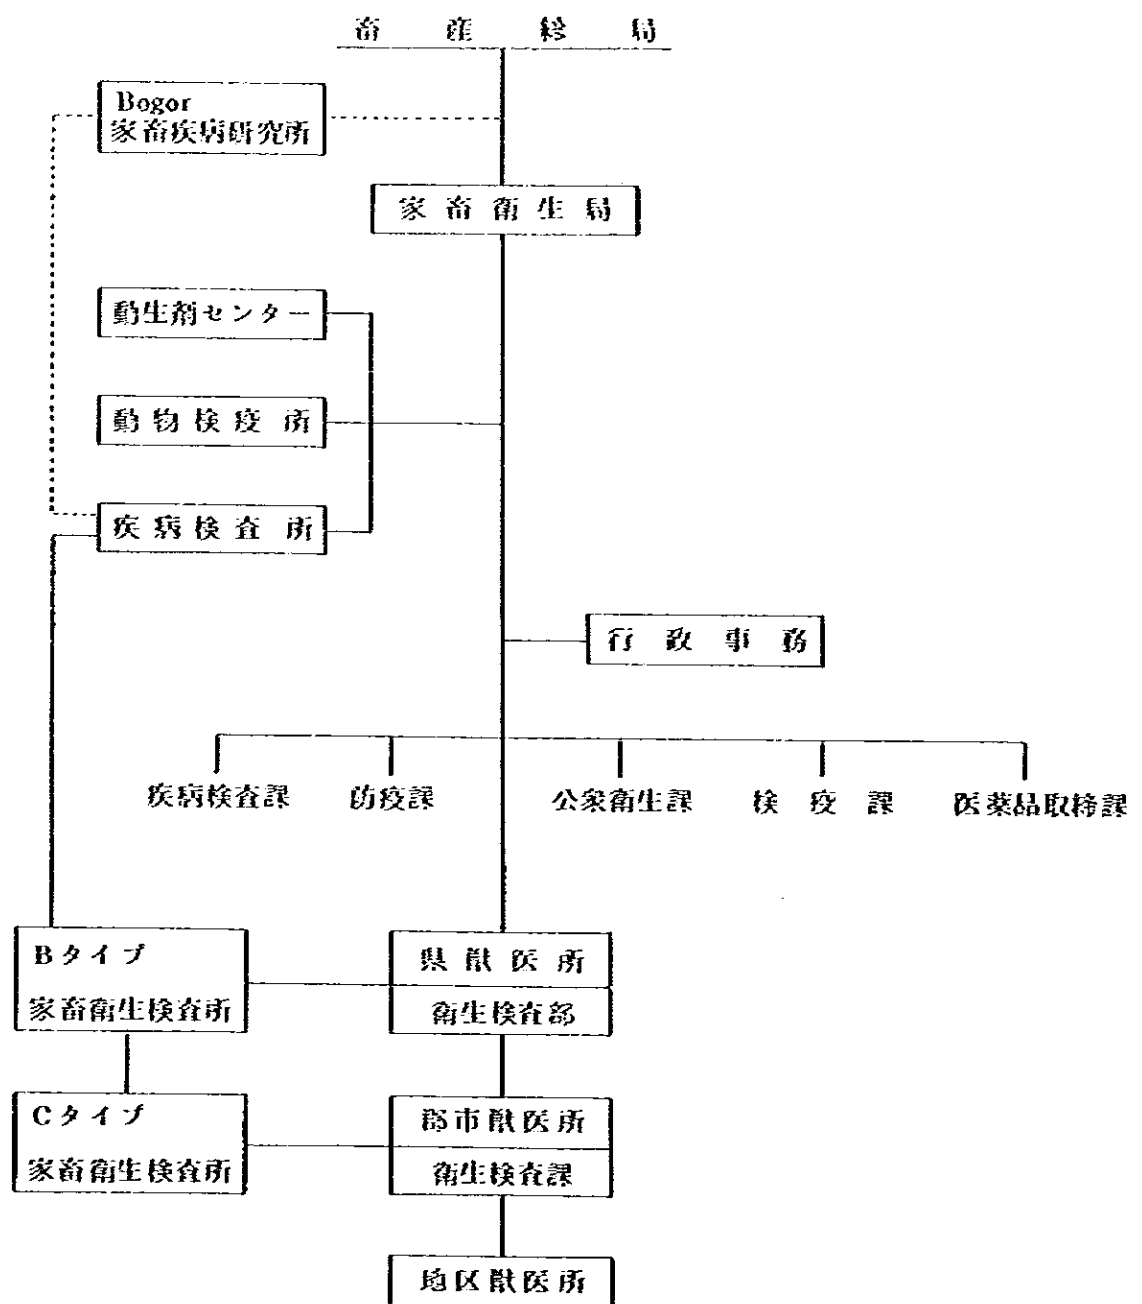 畜産総局
Bogor
家畜疾病研究所
家畜衛生局
動生剤センター
動物検疫所
疾病検査所
行政事務
疾病検査課 防疫課 公衆衛生課 検疫課 医薬品取締課
Bタイプ
家畜衛生検査所
県獣医所
衛生検査部
Cタイプ
家畜衛生検査所
郡市獣医所
衛生検査課
地区獣医所